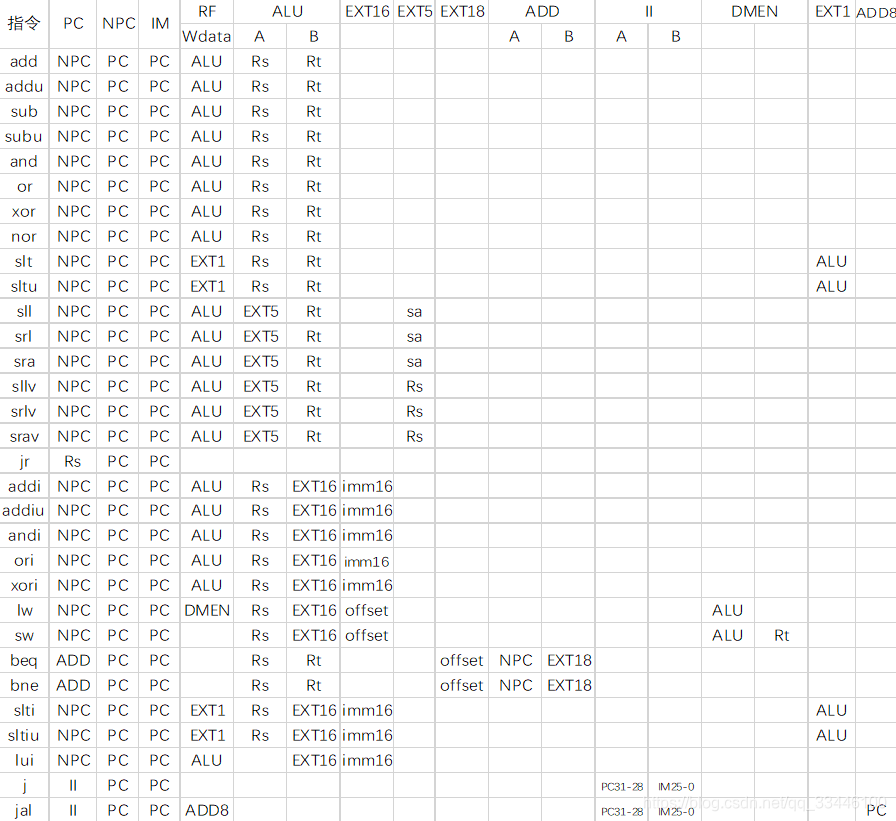 指令 PC NPC IM RF ALU EXT16 EXT5 EXT18 ADD II DMEN EXT1 ADD8
Wdata A B A B A B
add NPC PC PC ALU Rs Rt
addu NPC PC PC ALU Rs Rt
sub NPC PC PC ALU Rs Rt
subu NPC PC PC ALU Rs Rt
and NPC PC PC ALU Rs Rt
or NPC PC PC ALU Rs Rt
xor NPC PC PC ALU Rs Rt
nor NPC PC PC ALU Rs Rt
slt NPC PC PC EXT1 Rs Rt ALU
sltu NPC PC PC EXT1 Rs Rt ALU
sll NPC PC PC ALU EXT5 Rt sa
srl NPC PC PC ALU EXT5 Rt sa
sra NPC PC PC ALU EXT5 Rt sa
sllv NPC PC PC ALU EXT5 Rt Rs
srlv NPC PC PC ALU EXT5 Rt Rs
srav NPC PC PC ALU EXT5 Rt Rs
jr Rs PC PC
addi NPC PC PC ALU Rs EXT16 imm16
addiu NPC PC PC ALU Rs EXT16 imm16
andi NPC PC PC ALU Rs EXT16 imm16
ori NPC PC PC ALU Rs EXT16 imm16
xori NPC PC PC ALU Rs EXT16 imm16
lw NPC PC PC DMEN Rs EXT16 offset ALU
sw NPC PC PC Rs EXT16 offset ALU Rt
beq ADD PC PC Rs Rt offset NPC EXT18
bne ADD PC PC Rs Rt offset NPC EXT18
slti NPC PC PC EXT1 Rs EXT16 imm16 ALU
sltiu NPC PC PC EXT1 Rs EXT16 imm16 ALU
lui NPC PC PC ALU EXT16 imm16
j II PC PC PC31-28 IM25-0
jal II PC PC ADD8 PC31-28 IM25-0 PC